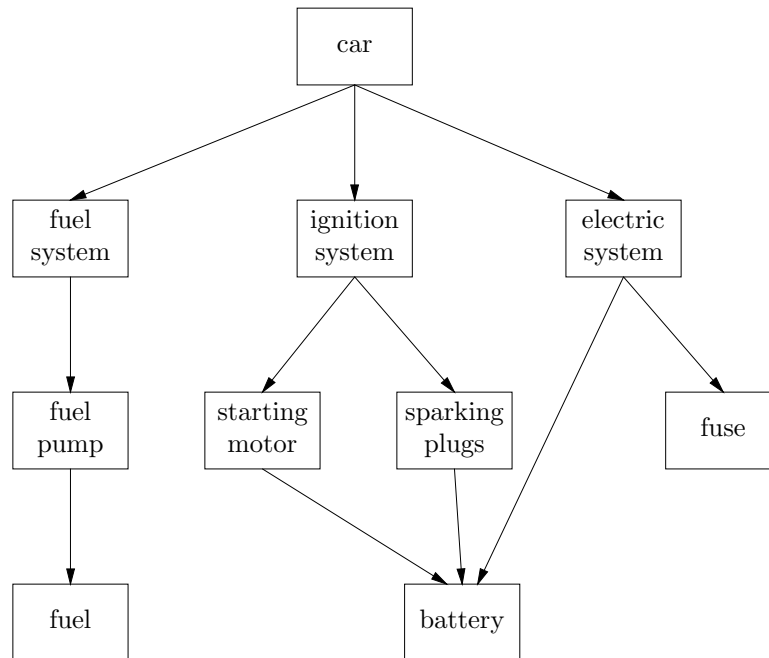 car
fuel
system
ignition
system
electric
system
fuel
pump
starting
motor
sparking
plugs
fuse
fuel
battery